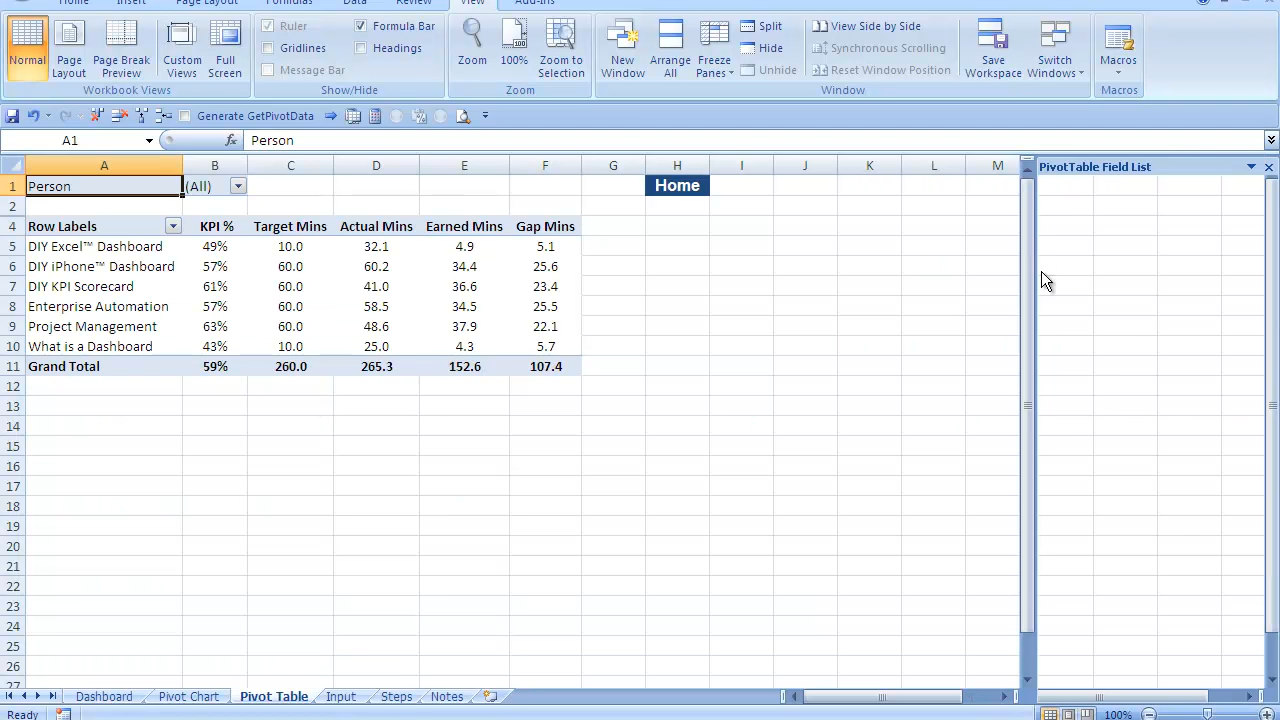 Home Insert Page Layout Formulas Data Review View Add-Ins
Normal Page Layout Page Break Preview Custom Views Full Screen
Workbook Views
Ruler Formula Bar
Gridlines Headings
Message Bar
Show/Hide
Zoom 100% Zoom to Selection
Zoom
New Window Arrange All Freeze Panes
Split View Side by Side
Hide Synchronous Scrolling
Unhide Reset Window Position
Save Workspace Switch Windows
Window
Macros
Macros
Generate GetPivotData
A1 fx Person
A B C D E F G H I J K L M PivotTable Field List
1 Person (All) Home
2
4 Row Labels KPI % Target Mins Actual Mins Earned Mins Gap Mins
5 DIY Excel™ Dashboard 49% 10.0 32.1 4.9 5.1
6 DIY iPhone™ Dashboard 57% 60.0 60.2 34.4 25.6
7 DIY KPI Scorecard 61% 60.0 41.0 36.6 23.4
8 Enterprise Automation 57% 60.0 58.5 34.5 25.5
9 Project Management 63% 60.0 48.6 37.9 22.1
10 What is a Dashboard 43% 10.0 25.0 4.3 5.7
11 Grand Total 59% 260.0 265.3 152.6 107.4
12
13
14
15
16
17
18
19
20
21
22
23
24
25
26
27
Dashboard Pivot Chart Pivot Table Input Steps Notes
Ready 100%